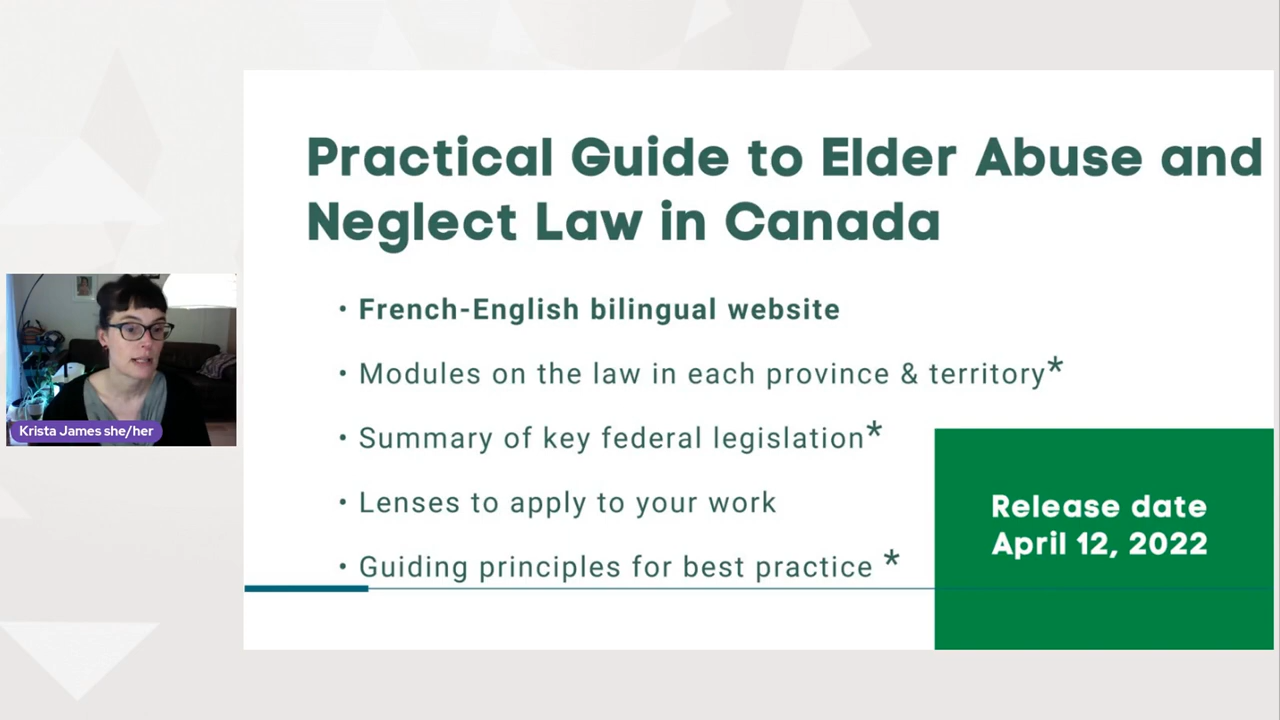 Practical Guide to Elder Abuse and
Neglect Law in Canada
• French-English bilingual website
• Modules on the law in each province & territory*
• Summary of key federal legislation*
• Lenses to apply to your work
• Guiding principles for best practice *
Release date
April 12, 2022
Krista James she/her